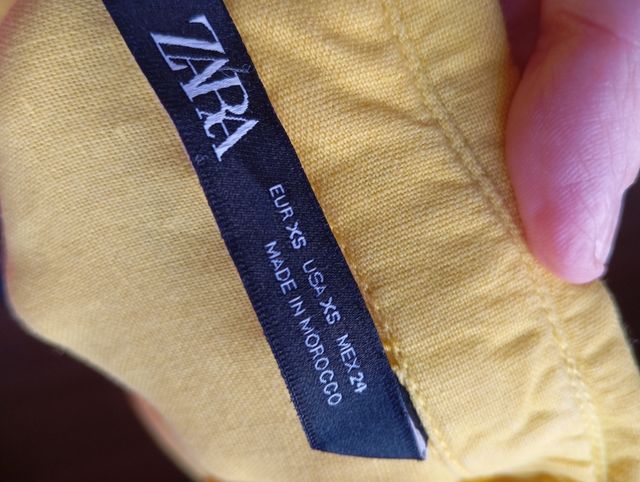 ZARA
EUR XS USA XS MEX 24
MADE IN MOROCCO